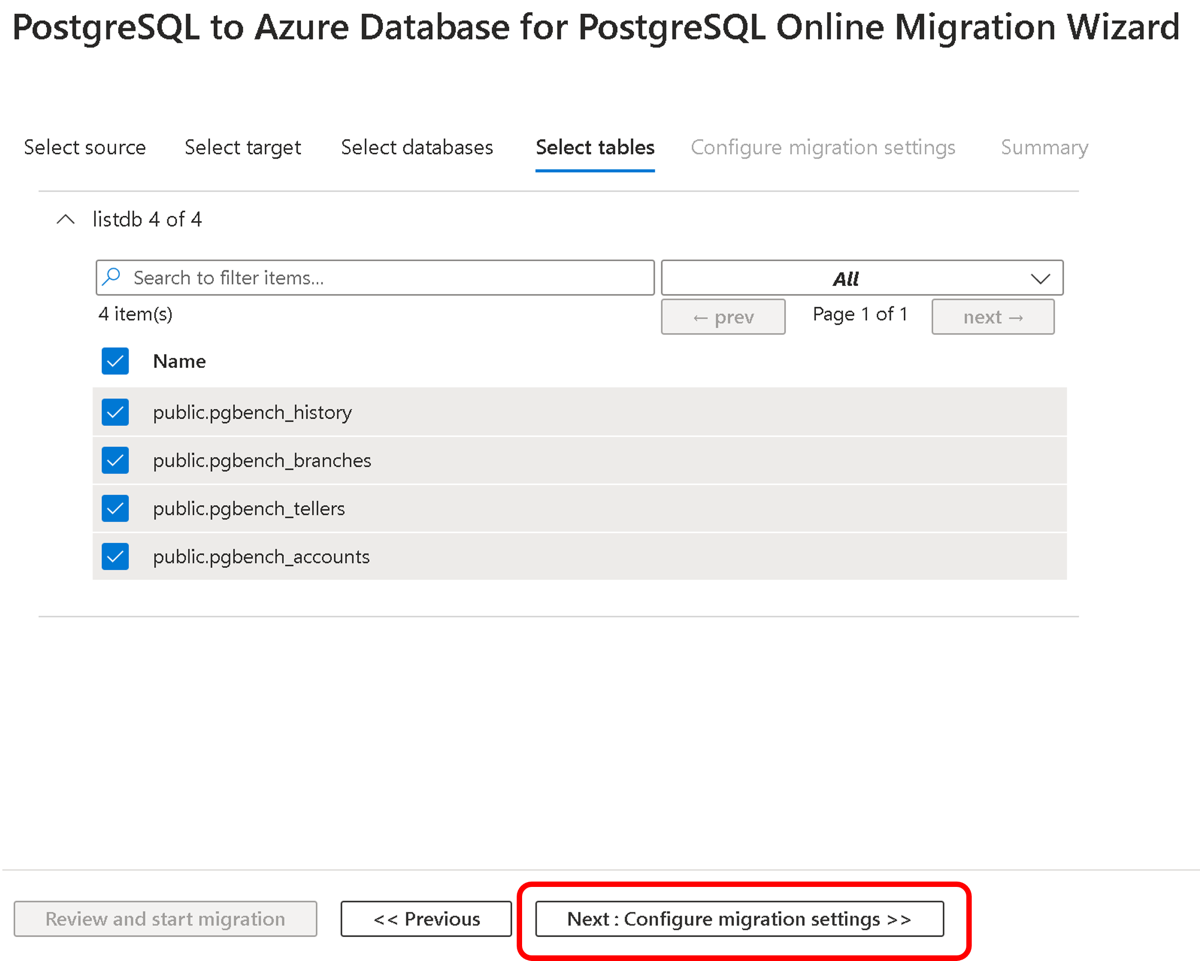 PostgreSQL to Azure Database for PostgreSQL Online Migration Wizard
Select source Select target Select databases Select tables Configure migration settings Summary
listdb 4 of 4
Search to filter items... All
4 item(s) ← prev Page 1 of 1 next →
Name
public.pgbench_history
public.pgbench_branches
public.pgbench_tellers
public.pgbench_accounts
Review and start migration << Previous Next : Configure migration settings >>